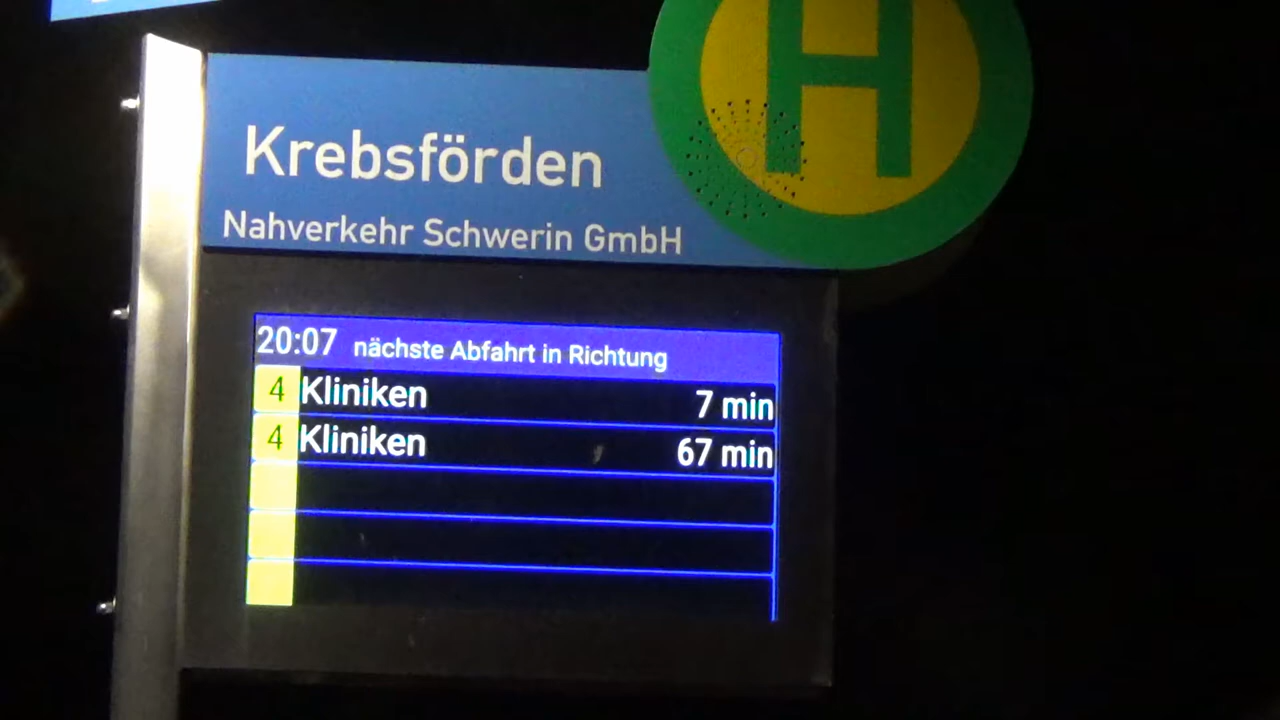 H
Krebsförden
Nahverkehr Schwerin GmbH
20:07 nächste Abfahrt in Richtung
4 Kliniken 7 min
4 Kliniken 67 min